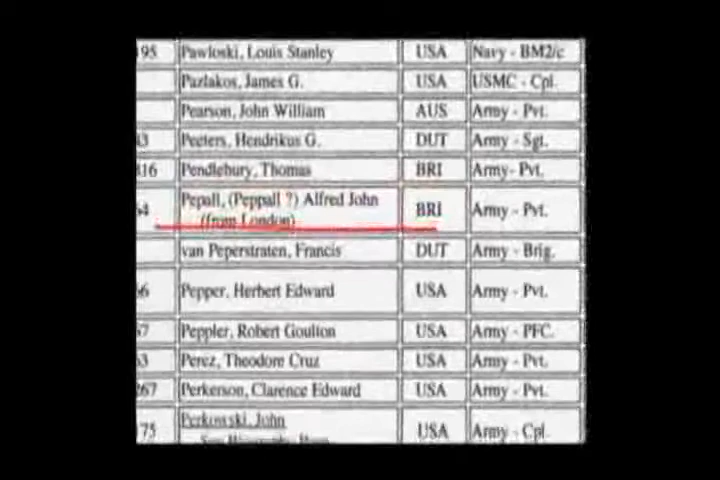 195 Pawloski, Louis Stanley USA Navy - BM2/c
Pazlakos, James G. USA USMC - Cpl.
Pearson, John William AUS Army - Pvt.
Peeters, Hendrikus G. DUT Army - Sgt.
Pendlebury, Thomas BRI Army- Pvt.
Pepall, (Peppall ?) Alfred John BRI Army - Pvt.
(from London)
van Peperstraten, Francis DUT Army - Brig.
Pepper, Herbert Edward USA Army - Pvt.
Peppler, Robert Goulton USA Army - PFC.
Perez, Theodore Cruz USA Army - Pvt.
267 Perkerson, Clarence Edward USA Army - Pvt.
75 Perkowski, John USA Army - Cpl.